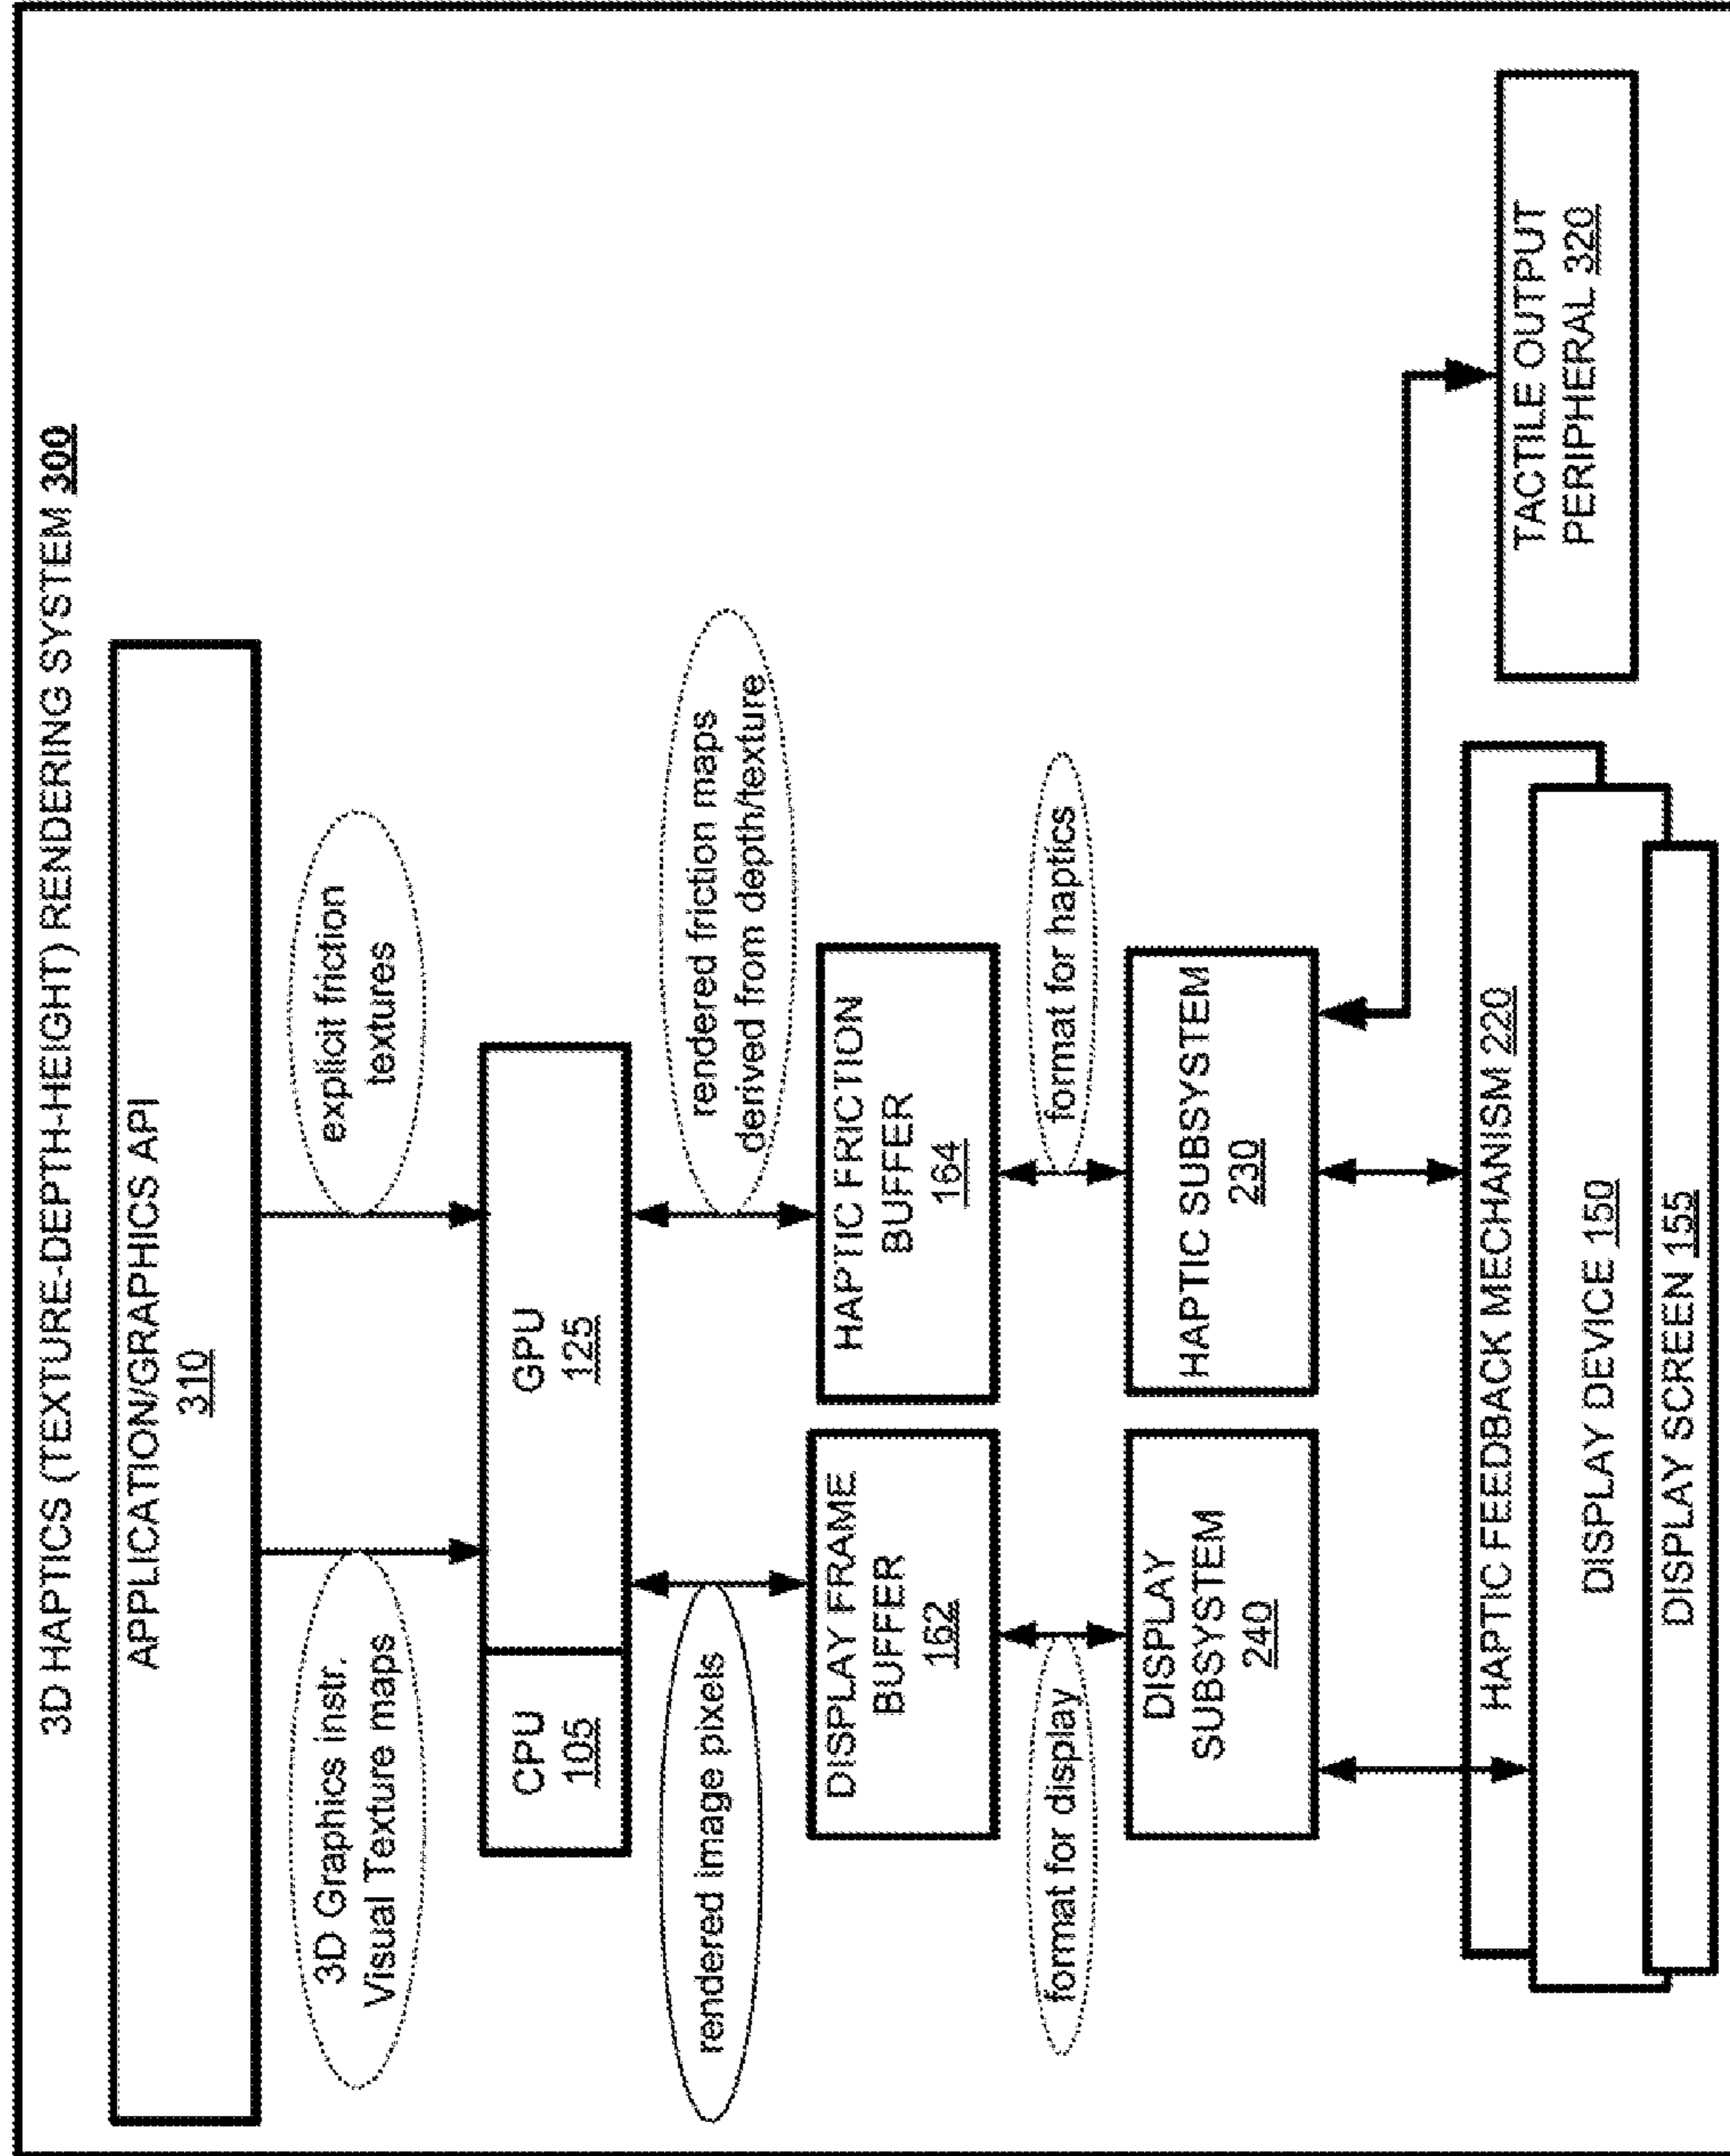 3D HAPTICS (TEXTURE-DEPTH-HEIGHT) RENDERING SYSTEM 300
APPLICATION/GRAPHICS API
310
3D Graphics instr.
Visual Texture maps
explicit friction
textures
CPU
105
GPU
125
rendered image pixels
rendered friction maps
derived from depth/texture
DISPLAY FRAME
BUFFER
162
HAPTIC FRICTION
BUFFER
164
format for display
format for haptics
DISPLAY
SUBSYSTEM
240
HAPTIC SUBSYSTEM
230
HAPTIC FEEDBACK MECHANISM 220
DISPLAY DEVICE 150
DISPLAY SCREEN 155
TACTILE OUTPUT
PERIPHERAL 320